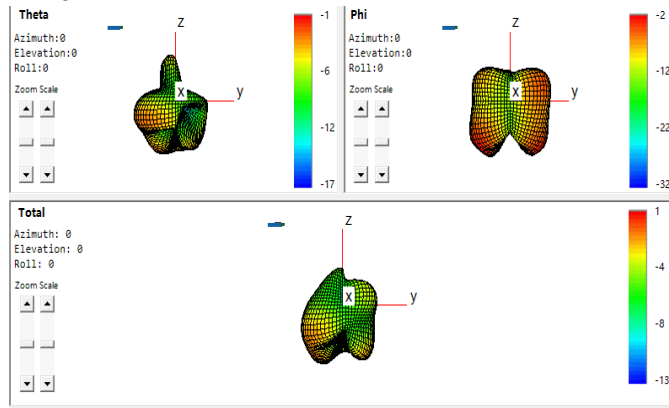 Theta
Azimuth:0
Elevation:0
Roll:0
Zoom Scale
z
x
y
-1
-6
-12
-17
Phi
Azimuth:0
Elevation:0
Roll:0
Zoom Scale
z
x
y
-2
-12
-22
-32
Total
Azimuth: 0
Elevation: 0
Roll: 0
Zoom Scale
z
x
y
1
-4
-8
-13